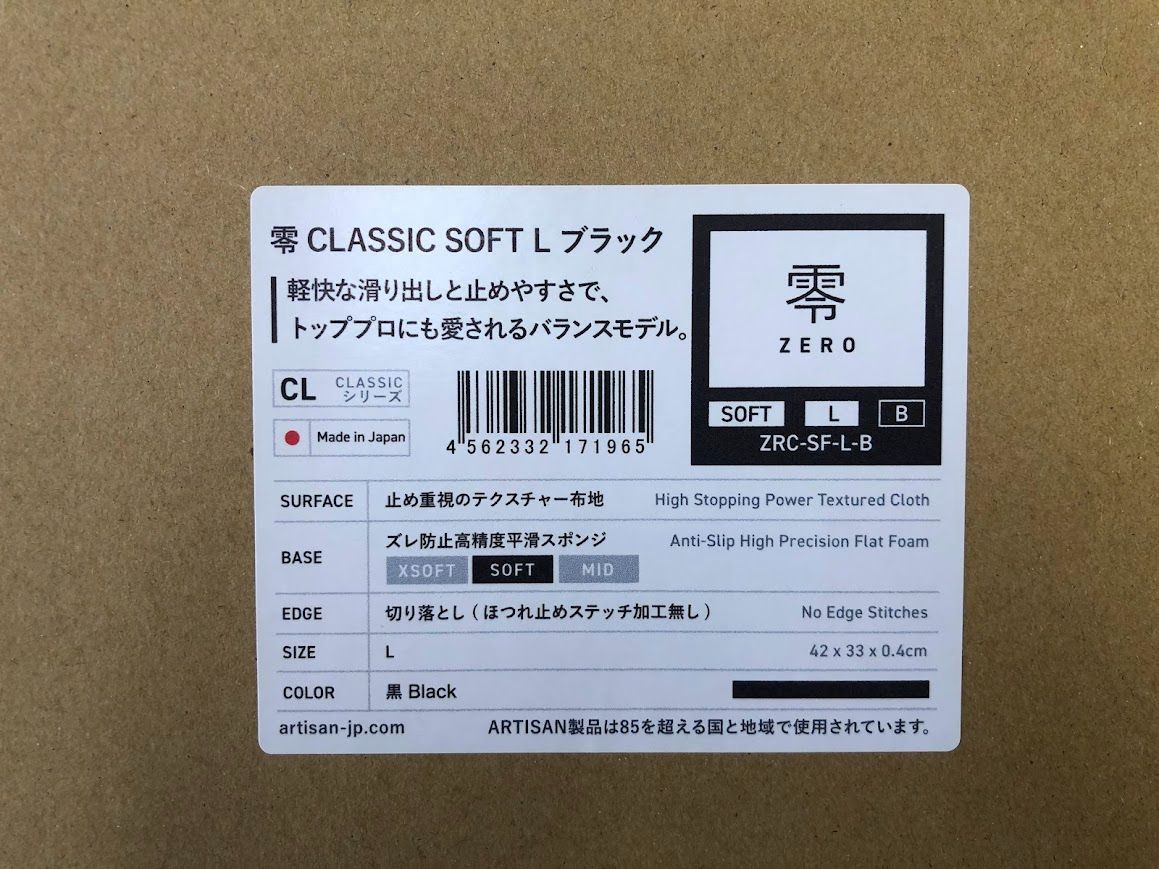 零 CLASSIC SOFT L ブラック
軽快な滑り出しと止めやすさで、
トッププロにも愛されるバランスモデル。
零
ZERO
SOFT L B
ZRC-SF-L-B
CL CLASSIC
シリーズ
Made in Japan
4 562332 171965
SURFACE 止め重視のテクスチャー布地 High Stopping Power Textured Cloth
BASE ズレ防止高精度平滑スポンジ Anti-Slip High Precision Flat Foam
XSOFT SOFT MID
EDGE 切り落とし ( ほつれ止めステッチ加工無し ) No Edge Stitches
SIZE L 42 x 33 x 0.4cm
COLOR 黒 Black
artisan-jp.com ARTISAN製品は85を超える国と地域で使用されています。